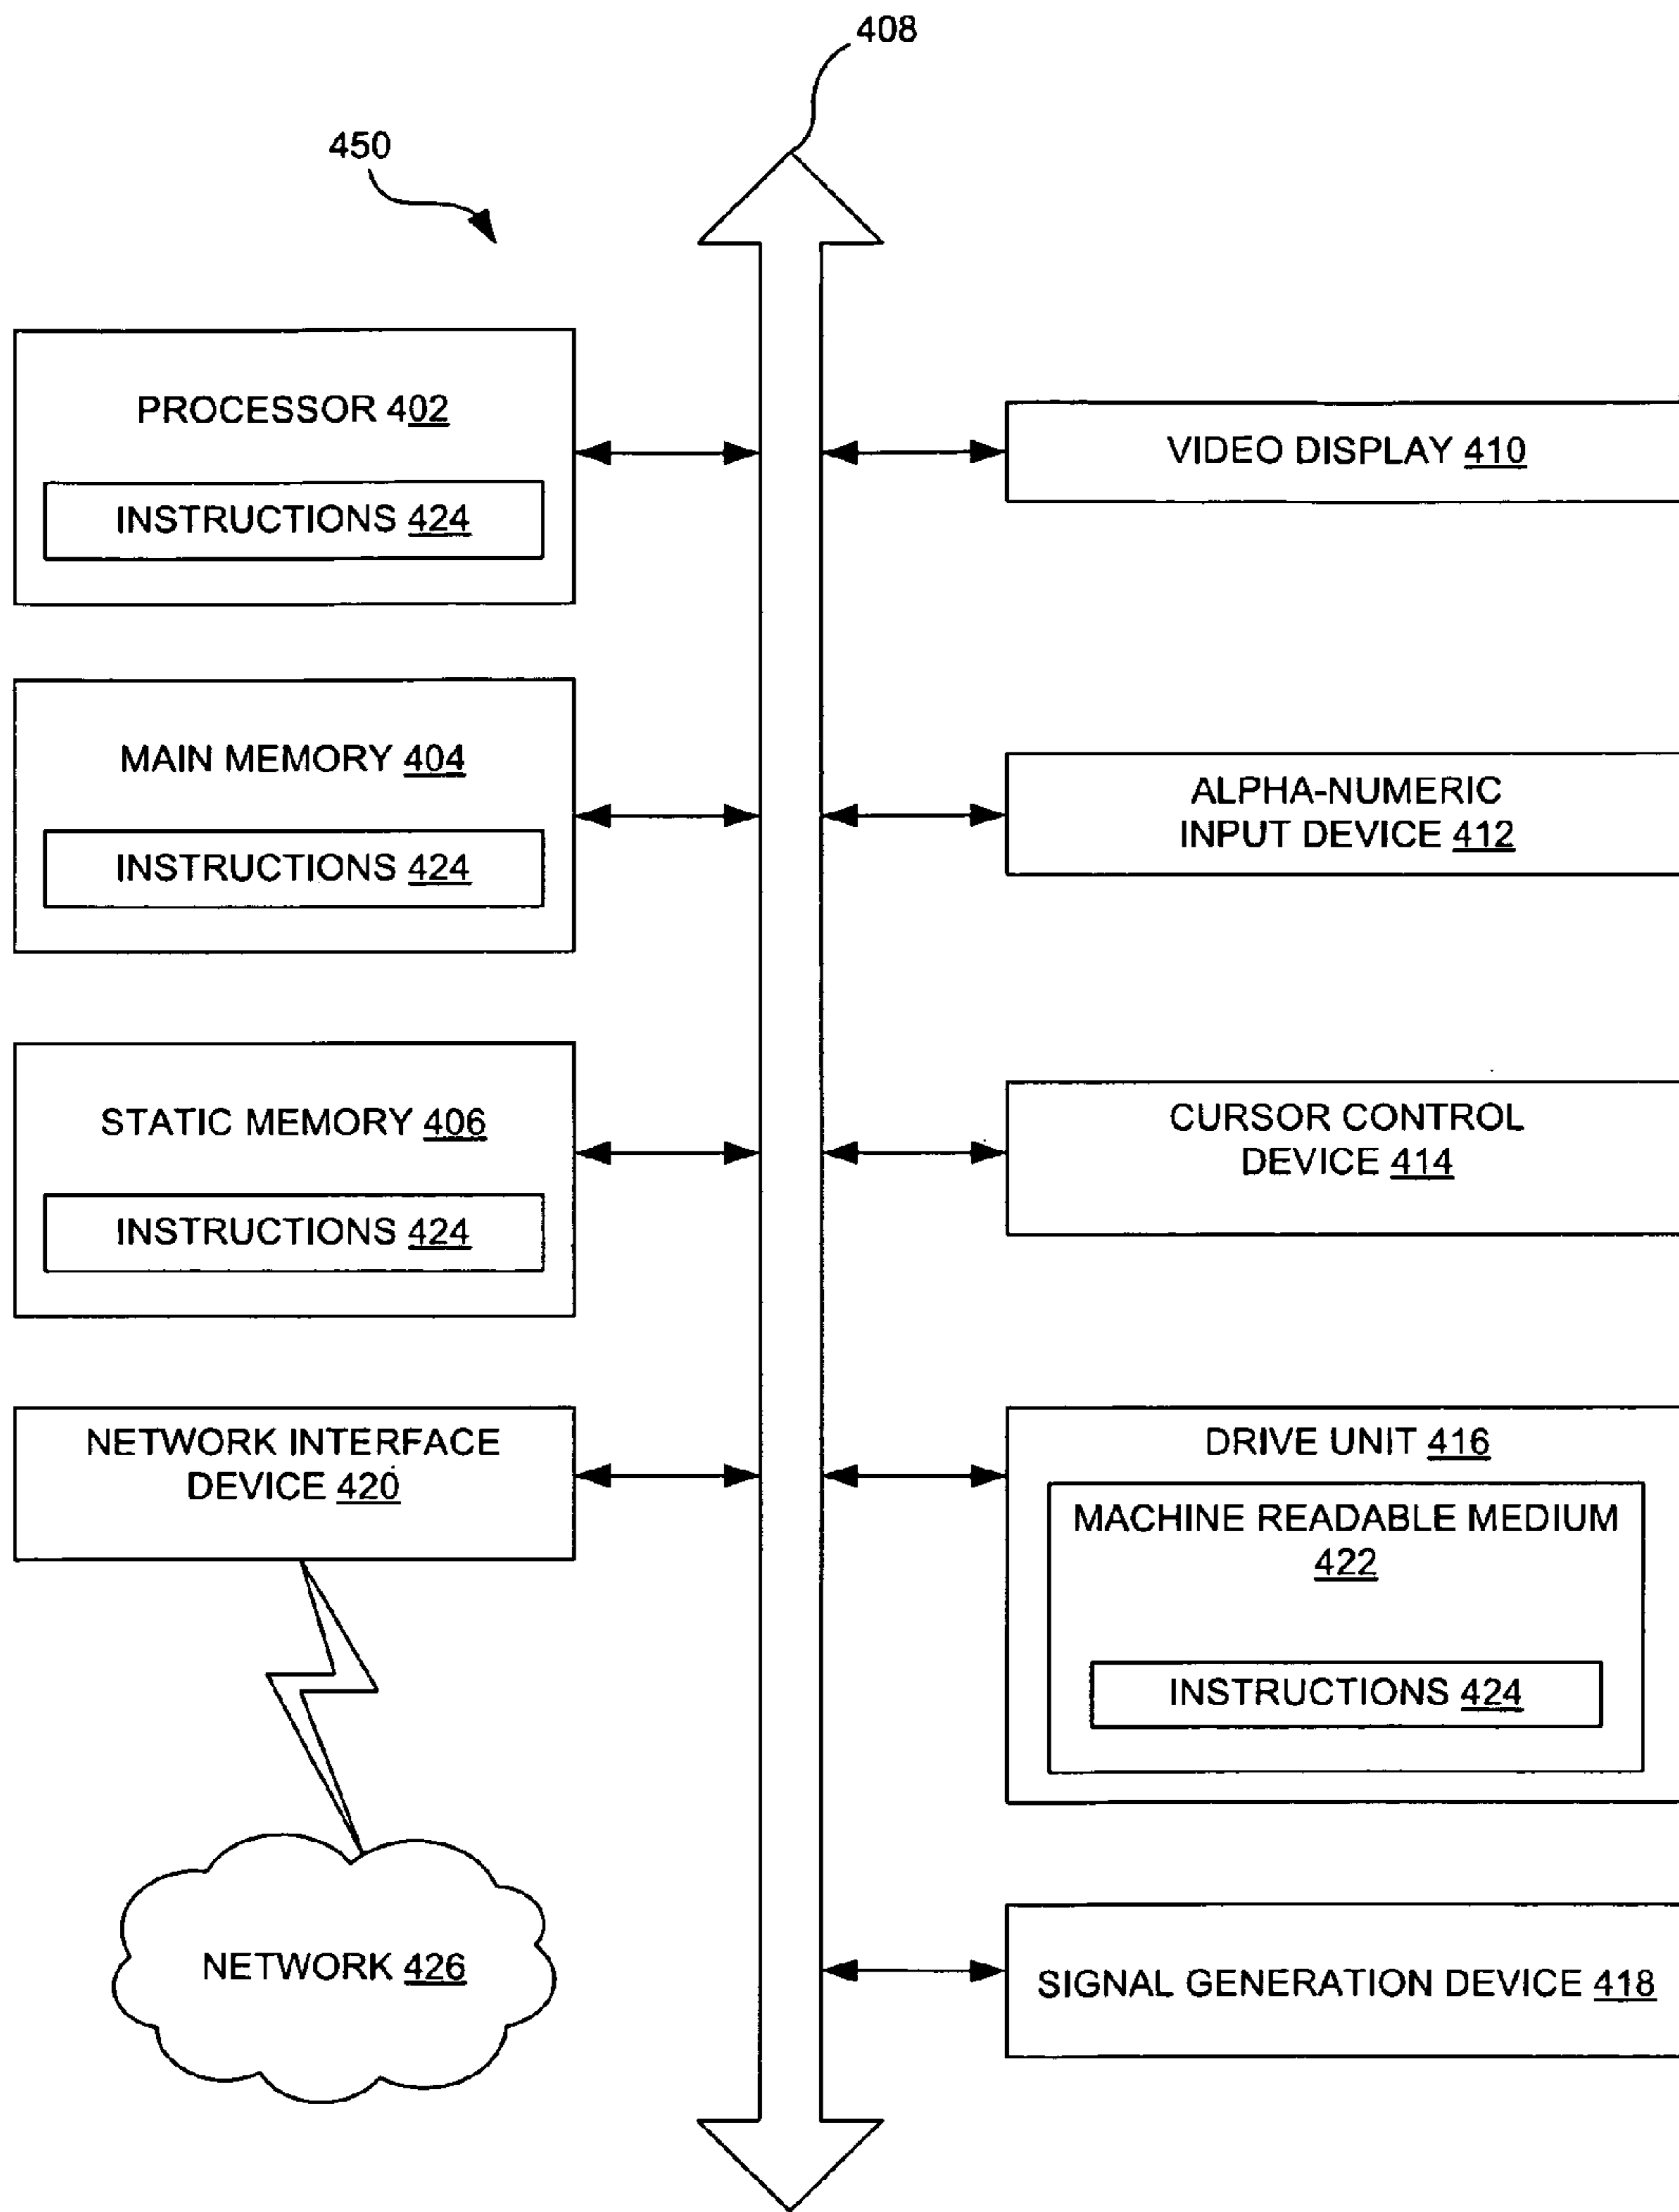 408
450
PROCESSOR 402
INSTRUCTIONS 424
MAIN MEMORY 404
INSTRUCTIONS 424
STATIC MEMORY 406
INSTRUCTIONS 424
NETWORK INTERFACE
DEVICE 420
NETWORK 426
VIDEO DISPLAY 410
ALPHA-NUMERIC
INPUT DEVICE 412
CURSOR CONTROL
DEVICE 414
DRIVE UNIT 416
MACHINE READABLE MEDIUM
422
INSTRUCTIONS 424
SIGNAL GENERATION DEVICE 418